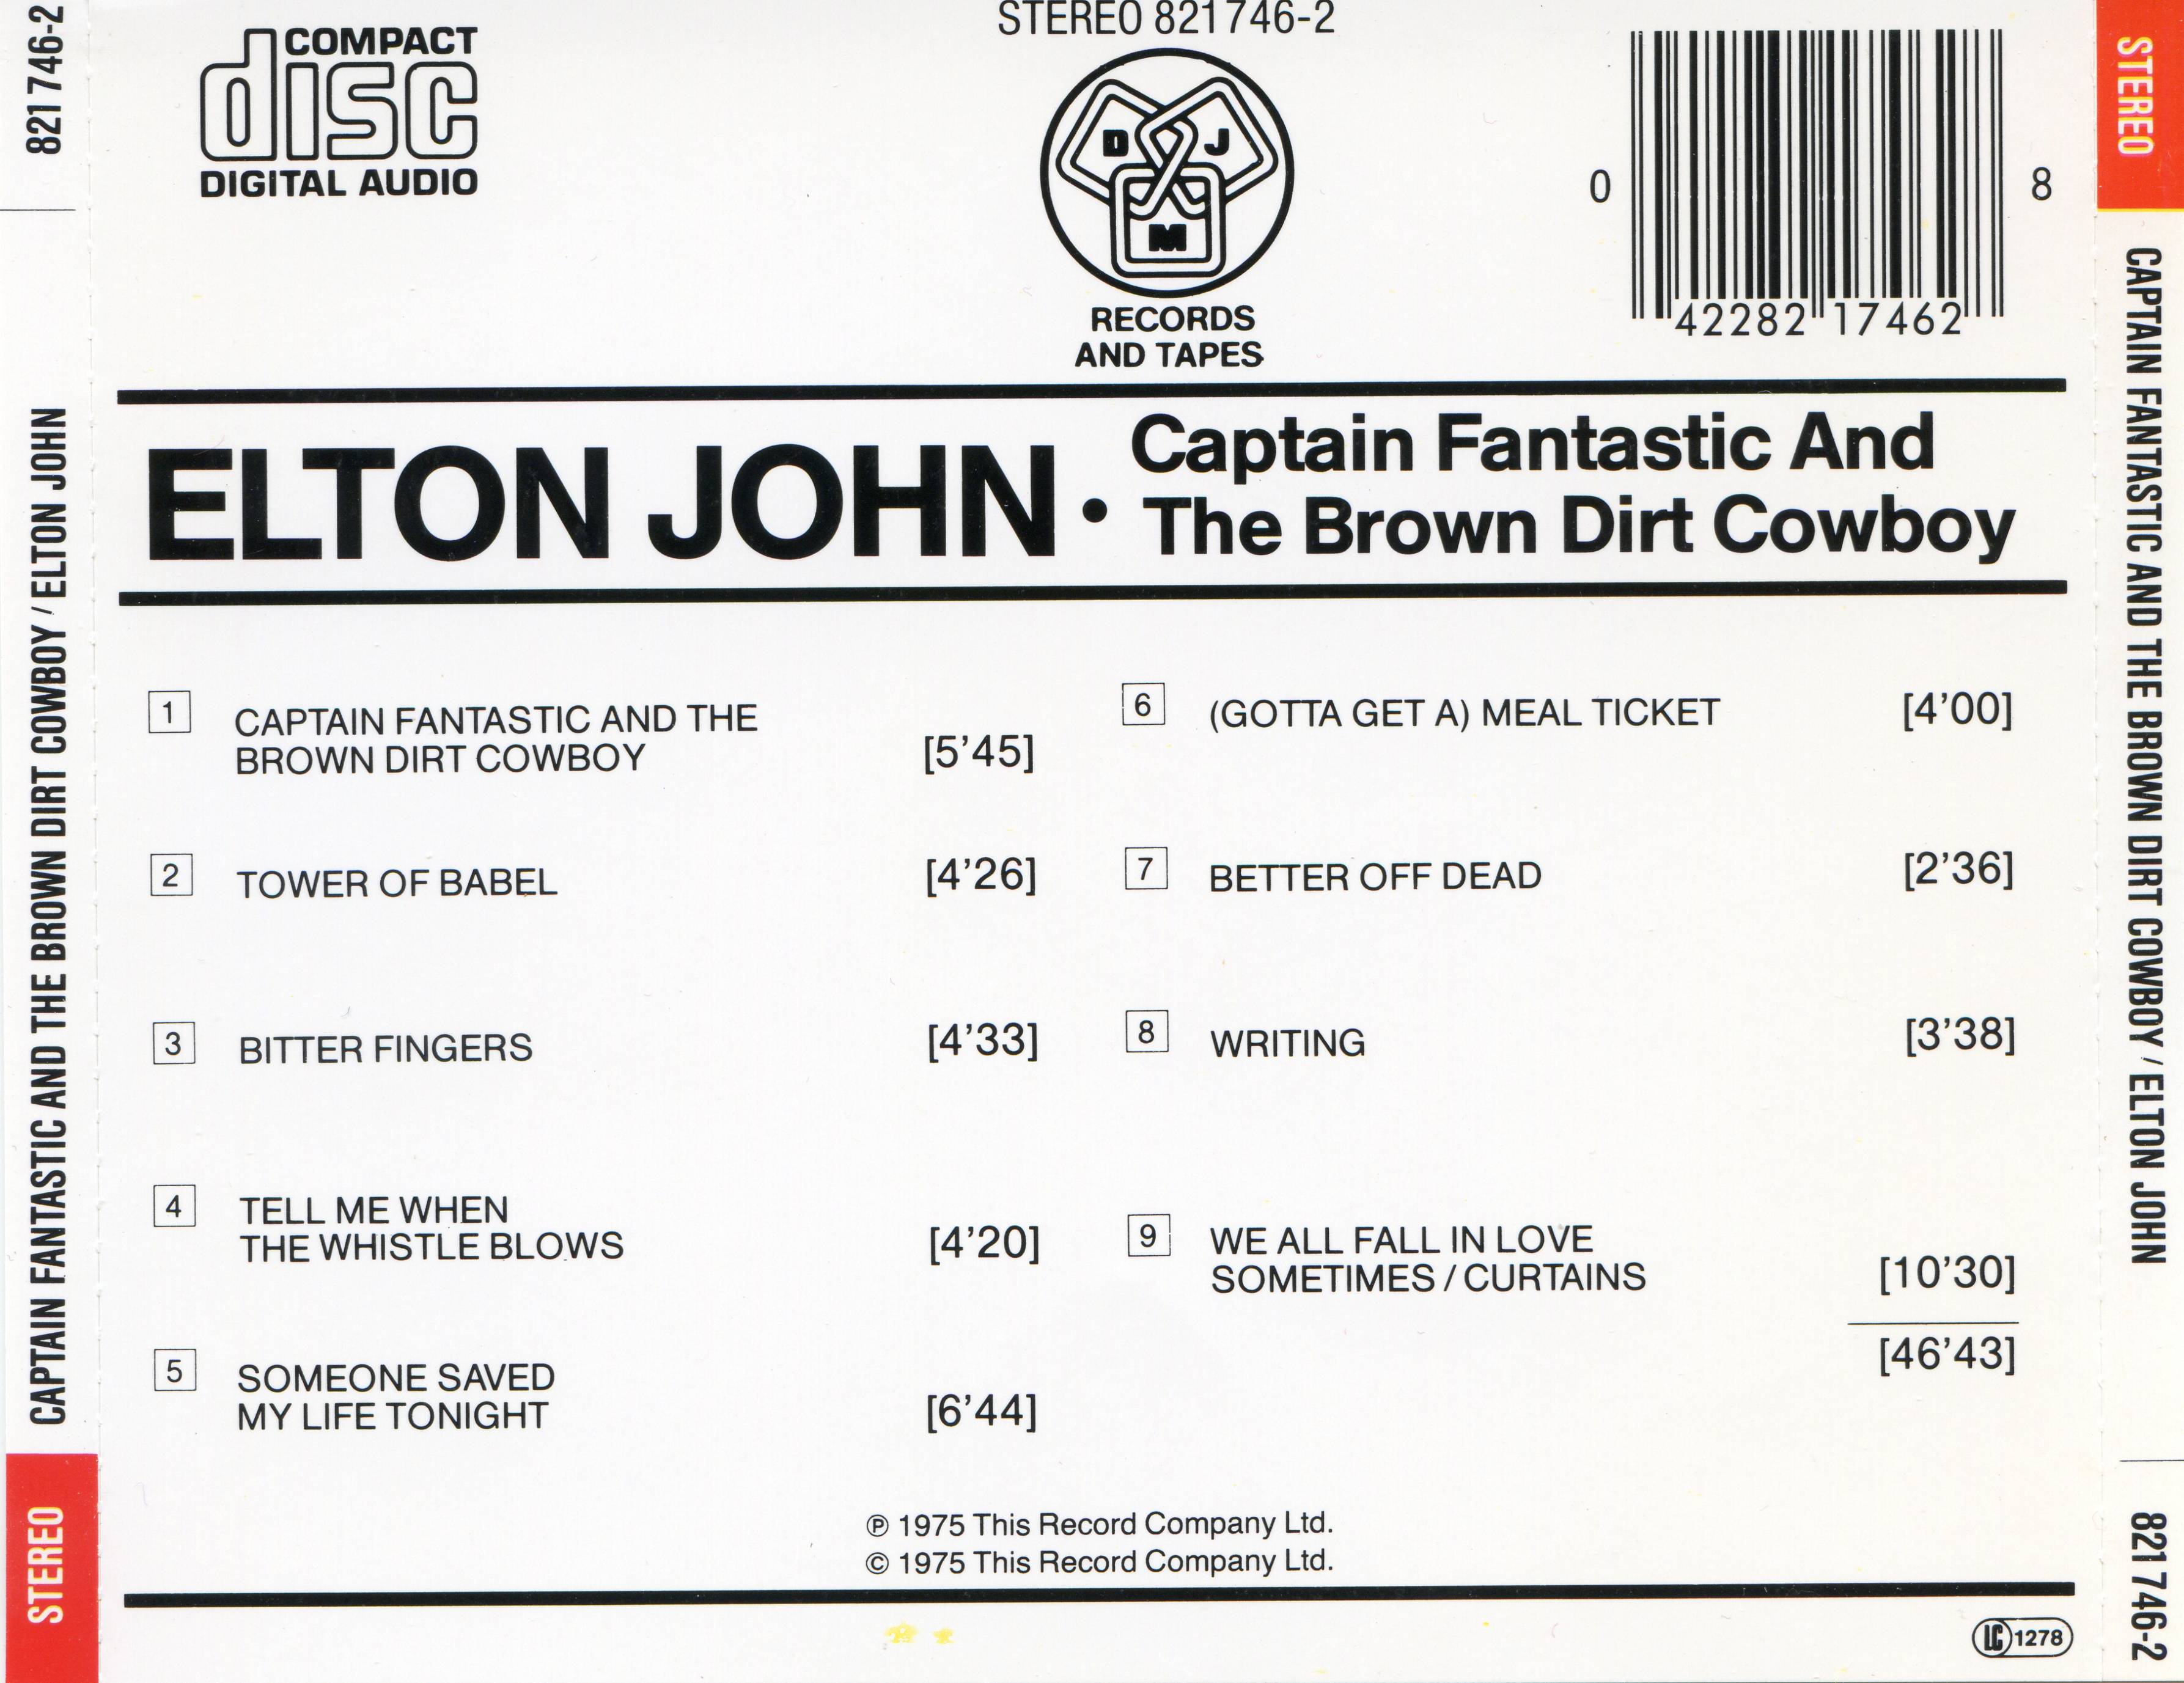 821 746-2
COMPACT
disc
DIGITAL AUDIO
STEREO 821 746-2
D J
M
RECORDS
AND TAPES
0 42282 17462 8
STEREO
ELTON JOHN • Captain Fantastic And
The Brown Dirt Cowboy
CAPTAIN FANTASTIC AND THE BROWN DIRT COWBOY / ELTON JOHN
CAPTAIN FANTASTIC AND THE BROWN DIRT COWBOY / ELTON JOHN
1 CAPTAIN FANTASTIC AND THE
BROWN DIRT COWBOY [5'45]
2 TOWER OF BABEL [4'26]
3 BITTER FINGERS [4'33]
4 TELL ME WHEN
THE WHISTLE BLOWS [4'20]
5 SOMEONE SAVED
MY LIFE TONIGHT [6'44]
6 (GOTTA GET A) MEAL TICKET [4'00]
7 BETTER OFF DEAD [2'36]
8 WRITING [3'38]
9 WE ALL FALL IN LOVE
SOMETIMES / CURTAINS [10'30]
[46'43]
℗ 1975 This Record Company Ltd.
© 1975 This Record Company Ltd.
STEREO
821 746-2
LC 1278